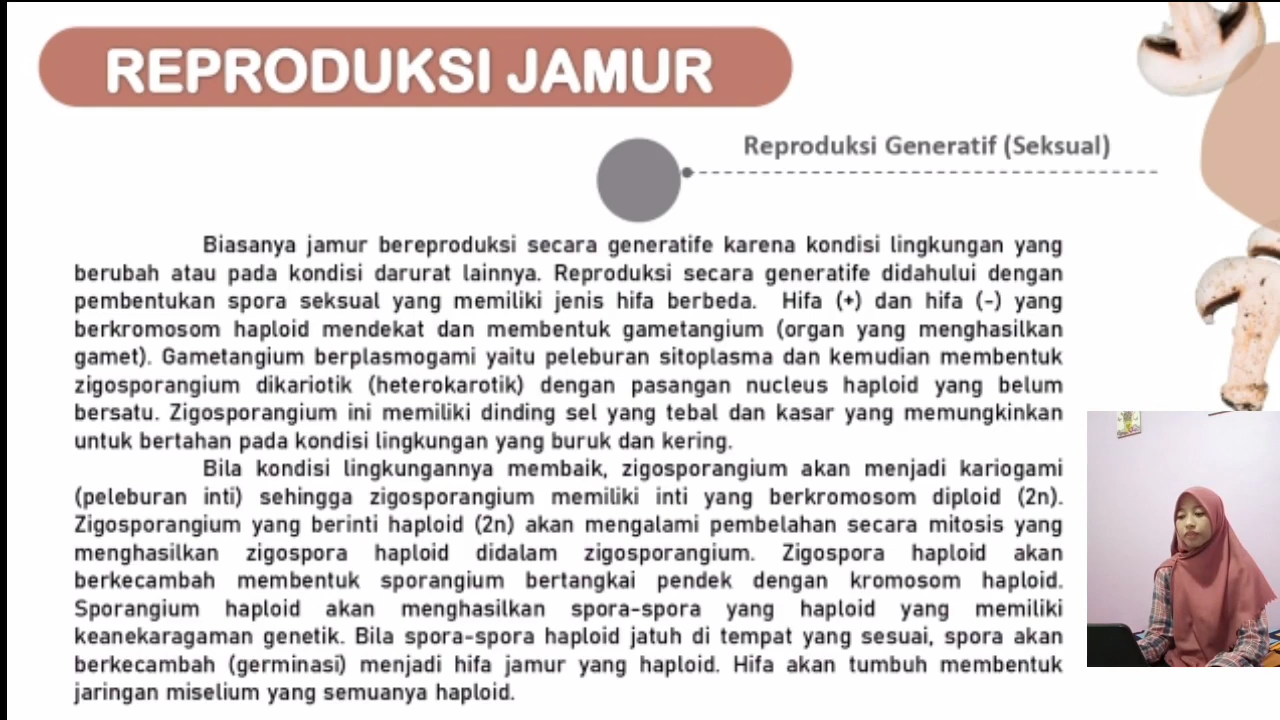 REPRODUKSI JAMUR
Reproduksi Generatif (Seksual)
Biasanya jamur bereproduksi secara generatife karena kondisi lingkungan yang
berubah atau pada kondisi darurat lainnya. Reproduksi secara generatife didahului dengan
pembentukan spora seksual yang memiliki jenis hifa berbeda. Hifa (+) dan hifa (-) yang
berkromosom haploid mendekat dan membentuk gametangium (organ yang menghasilkan
gamet). Gametangium berplasmogami yaitu peleburan sitoplasma dan kemudian membentuk
zigosporangium dikariotik (heterokarotik) dengan pasangan nucleus haploid yang belum
bersatu. Zigosporangium ini memiliki dinding sel yang tebal dan kasar yang memungkinkan
untuk bertahan pada kondisi lingkungan yang buruk dan kering.
Bila kondisi lingkungannya membaik, zigosporangium akan menjadi kariogami
(peleburan inti) sehingga zigosporangium memiliki inti yang berkromosom diploid (2n).
Zigosporangium yang berinti haploid (2n) akan mengalami pembelahan secara mitosis yang
menghasilkan zigospora haploid didalam zigosporangium. Zigospora haploid akan
berkecambah membentuk sporangium bertangkai pendek dengan kromosom haploid.
Sporangium haploid akan menghasilkan spora-spora yang haploid yang memiliki
keanekaragaman genetik. Bila spora-spora haploid jatuh di tempat yang sesuai, spora akan
berkecambah (germinasi) menjadi hifa jamur yang haploid. Hifa akan tumbuh membentuk
jaringan miselium yang semuanya haploid.